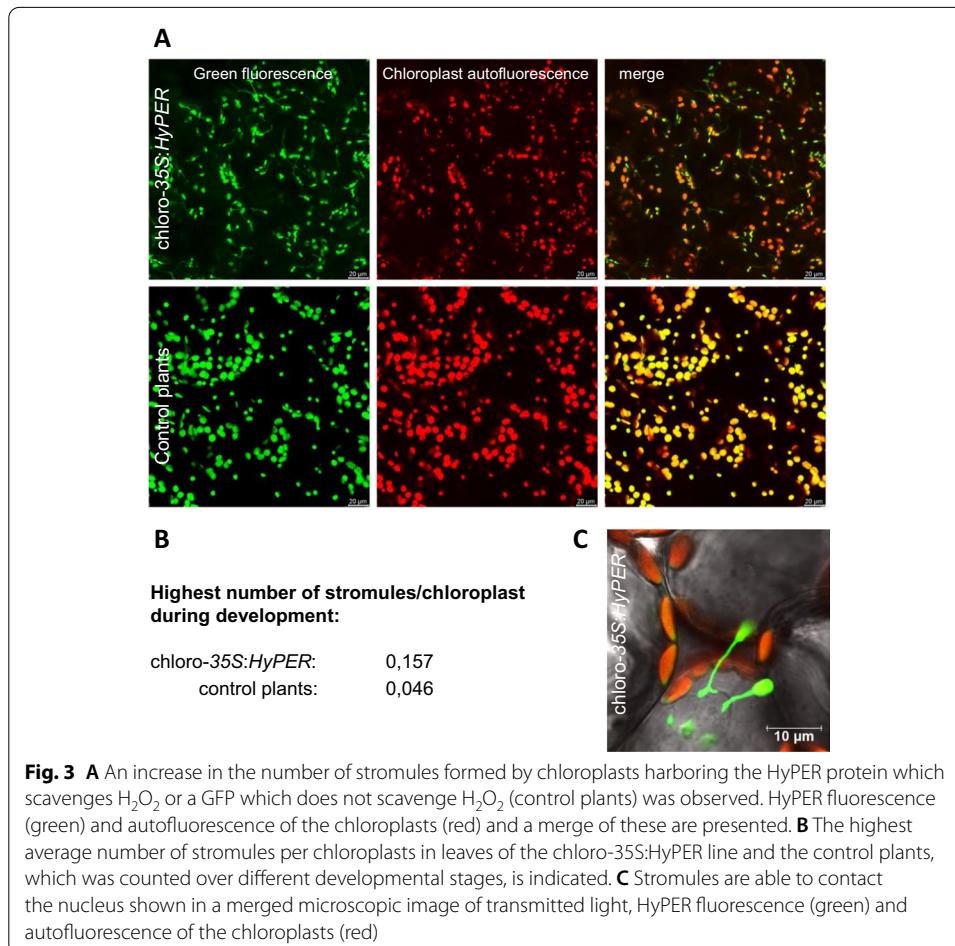 A
Green fluorescence
Chloroplast autofluorescence
merge
chloro-35S:HyPER
20 µm
20 µm
20 µm
Control plants
20 µm
20 µm
20 µm
B
Highest number of stromules/chloroplast
during development:
chloro-35S:HyPER: 0,157
control plants: 0,046
C
chloro-35S:HyPER
10 µm
Fig. 3 A An increase in the number of stromules formed by chloroplasts harboring the HyPER protein which
scavenges H₂O₂ or a GFP which does not scavenge H₂O₂ (control plants) was observed. HyPER fluorescence
(green) and autofluorescence of the chloroplasts (red) and a merge of these are presented. B The highest
average number of stromules per chloroplasts in leaves of the chloro-35S:HyPER line and the control plants,
which was counted over different developmental stages, is indicated. C Stromules are able to contact
the nucleus shown in a merged microscopic image of transmitted light, HyPER fluorescence (green) and
autofluorescence of the chloroplasts (red)